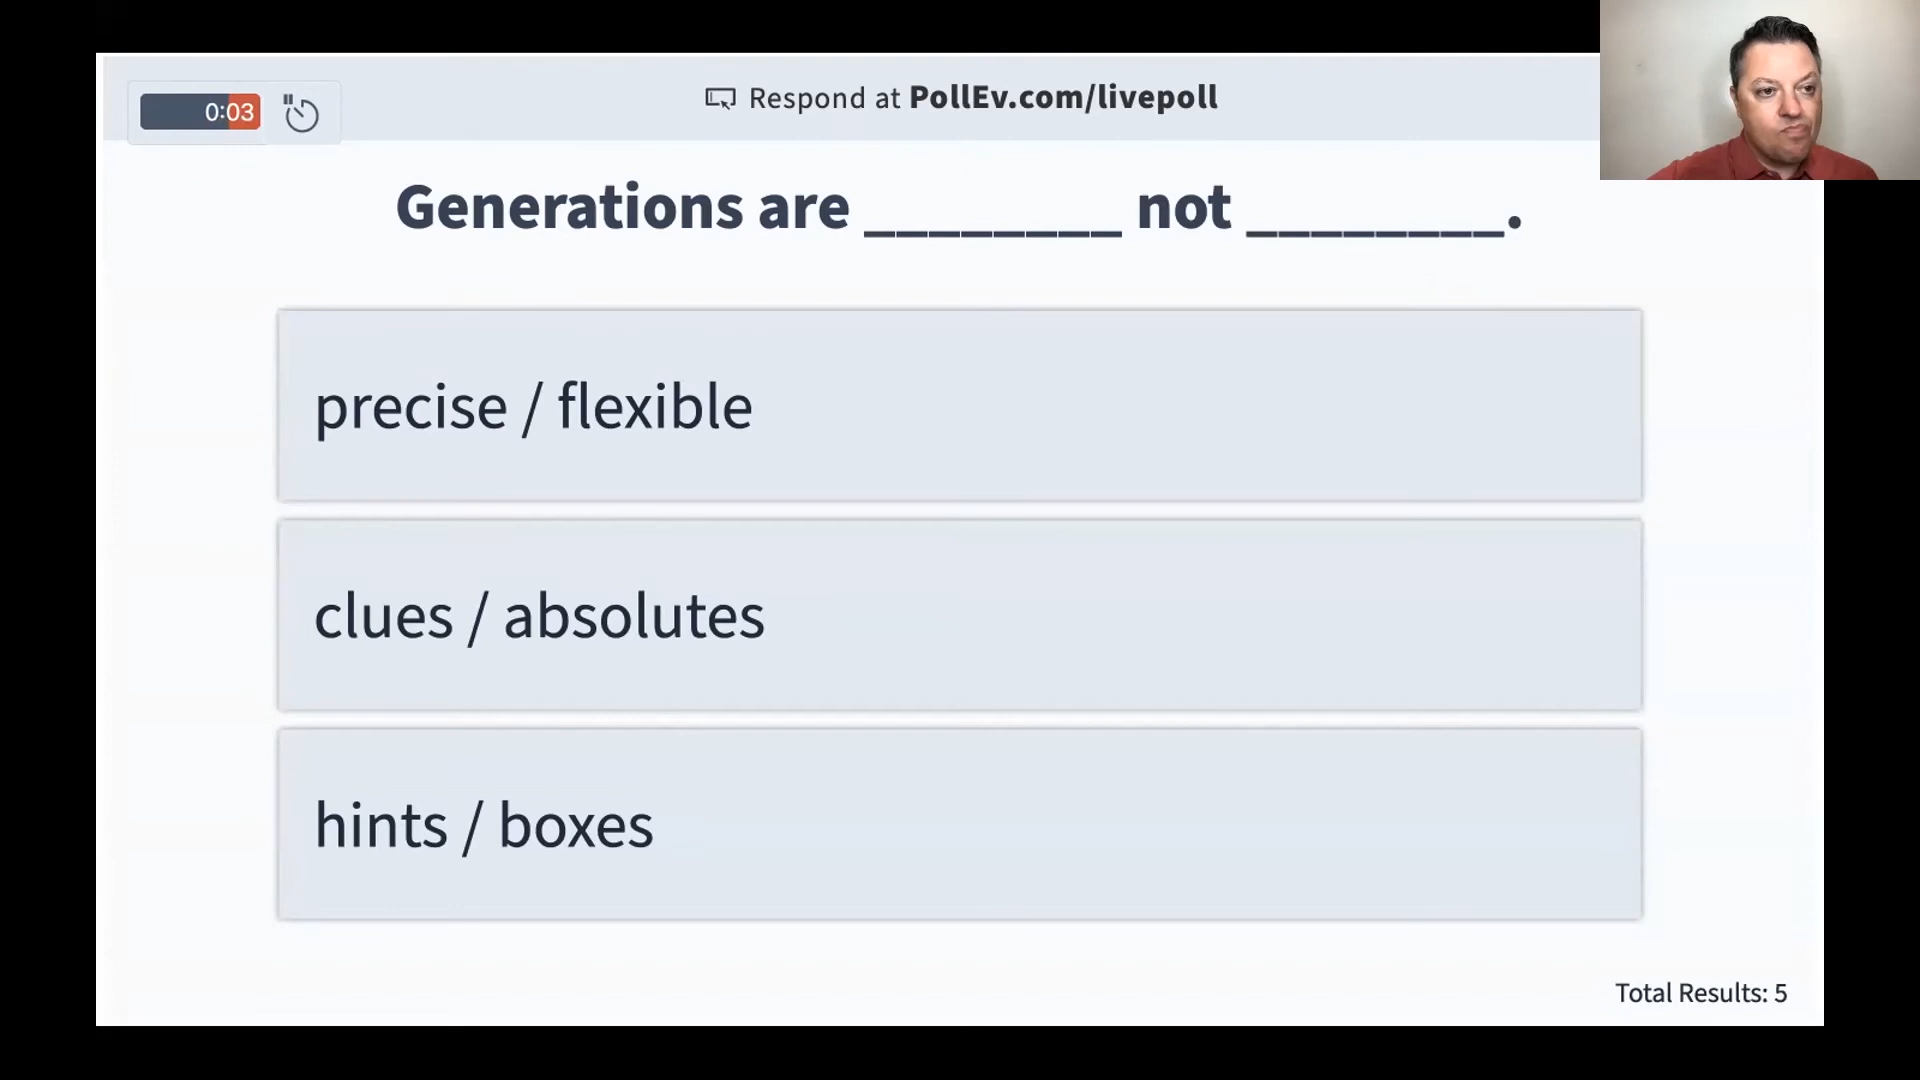 0:03
Respond at PollEv.com/livepoll
Generations are ________ not ________.
precise / flexible
clues / absolutes
hints / boxes
Total Results: 5